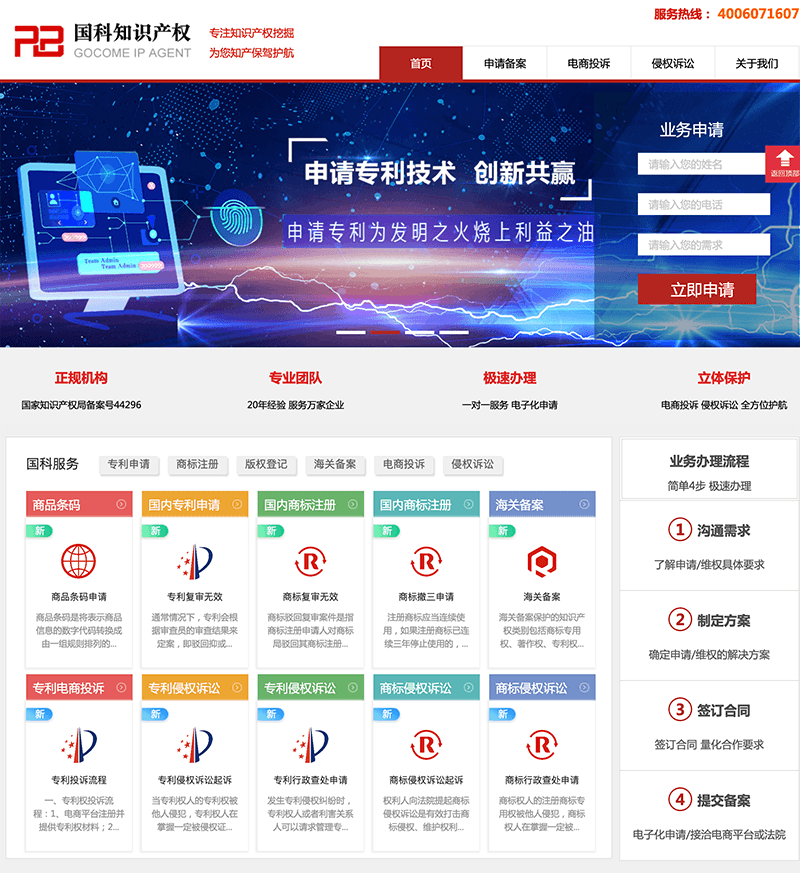 服务热线： 4006071607
国科知识产权
GOCOME IP AGENT
专注知识产权挖掘
为您知产保驾护航
首页 申请备案 电商投诉 侵权诉讼 关于我们
申请专利技术 创新共赢
申请专利为发明之火烧上利益之油
Team Admin
Team Admin
业务申请
请输入您的姓名
请输入您的电话
请输入您的需求
立即申请
返回顶部
正规机构 专业团队 极速办理 立体保护
国家知识产权局备案号44296 20年经验 服务万家企业 一对一服务 电子化申请 电商投诉 侵权诉讼 全方位护航
国科服务 专利申请 商标注册 版权登记 海关备案 电商投诉 侵权诉讼
商品条码
新
商品条码申请
商品条码是将表示商品
信息的数字代码转换成
由一组规则排列的...
国内专利申请
新
专利复审无效
通常情况下，专利会根
据审查员的审查结果来
定案，即驳回抑或...
国内商标注册
新
R
商标复审无效
商标驳回复审案件是指
商标注册申请人对商标
局驳回其商标注册...
国内商标注册
新
R
商标撤三申请
注册商标应当连续使
用，如果注册商标已连
续三年停止使用的，...
海关备案
新
海关备案
海关备案保护的知识产
权类别包括商标专用
权、著作权、专利权...
专利电商投诉
新
专利投诉流程
一、专利权投诉流
程：1、电商平台注册并
提供专利权材料；2...
专利侵权诉讼
新
专利侵权诉讼起诉
当专利权人的专利权被
他人侵犯，专利权人在
掌握一定被侵权证...
专利侵权诉讼
新
专利行政查处申请
发生专利侵权纠纷时，
专利权人或者利害关系
人可以请求管理专...
商标侵权诉讼
新
R
商标侵权诉讼起诉
权利人向法院提起商标
侵权诉讼是有效打击商
标侵权、维护权利...
商标侵权诉讼
新
R
商标行政查处申请
商标权人的注册商标专
用权被他人侵犯，商标
权人在掌握一定被...
业务办理流程
简单4步 极速办理
1 沟通需求
了解申请/维权具体要求
2 制定方案
确定申请/维权的解决方案
3 签订合同
签订合同 量化合作要求
4 提交备案
电子化申请/接洽电商平台或法院